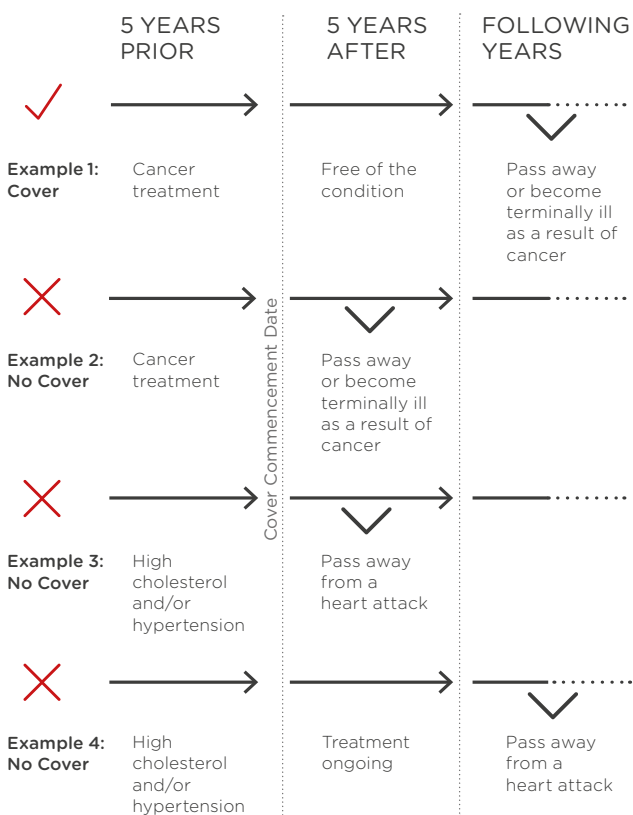 5 YEARS PRIOR
5 YEARS AFTER
FOLLOWING YEARS
Cover Commencement Date
Example 1:
Cover
Cancer
treatment
Free of the
condition
Pass away
or become
terminally ill
as a result of
cancer
Example 2:
No Cover
Cancer
treatment
Pass away
or become
terminally ill
as a result of
cancer
Example 3:
No Cover
High
cholesterol
and/or
hypertension
Pass away
from a
heart attack
Example 4:
No Cover
High
cholesterol
and/or
hypertension
Treatment
ongoing
Pass away
from a
heart attack